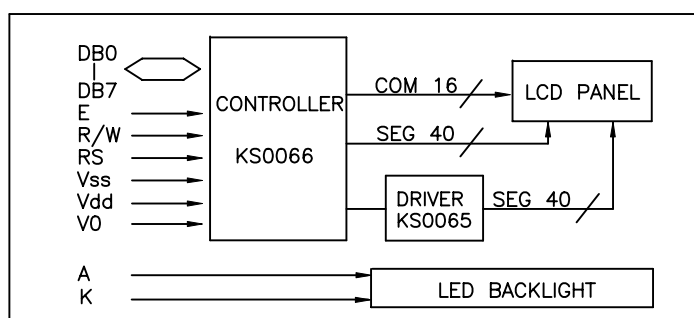 DB0
DB7
E
R/W
RS
Vss
Vdd
V0
CONTROLLER
KS0066
COM 16
SEG 40
DRIVER
KS0065
SEG 40
LCD PANEL
A
K
LED BACKLIGHT